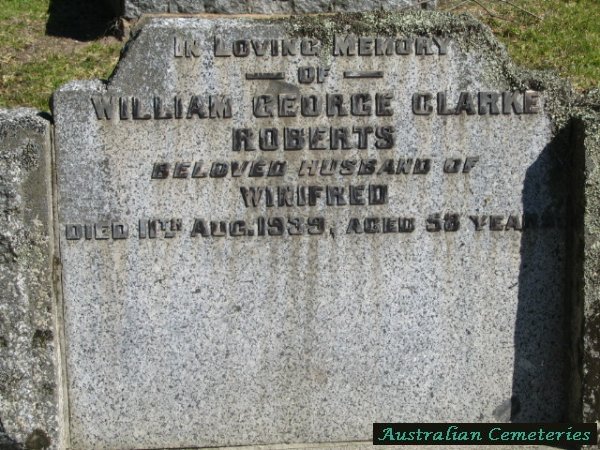 IN LOVING MEMORY
— OF —
WILLIAM GEORGE CLARKE
ROBERTS
BELOVED HUSBAND OF
WINIFRED
DIED 11TH AUG. 1939, AGED 58 YEARS
Australian Cemeteries